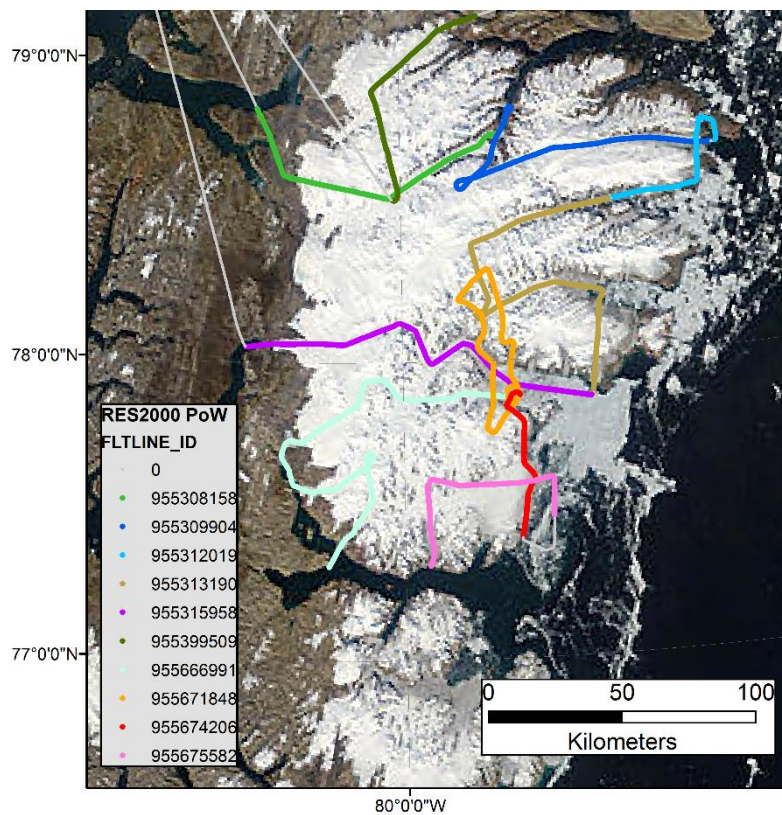 79°0'0"N
78°0'0"N
RES2000 PoW
FLTLINE_ID
0
955308158
955309904
955312019
955313190
955315958
955399509
955666991
955671848
955674206
955675582
77°0'0"N
0 50 100
Kilometers
80°0'0"W